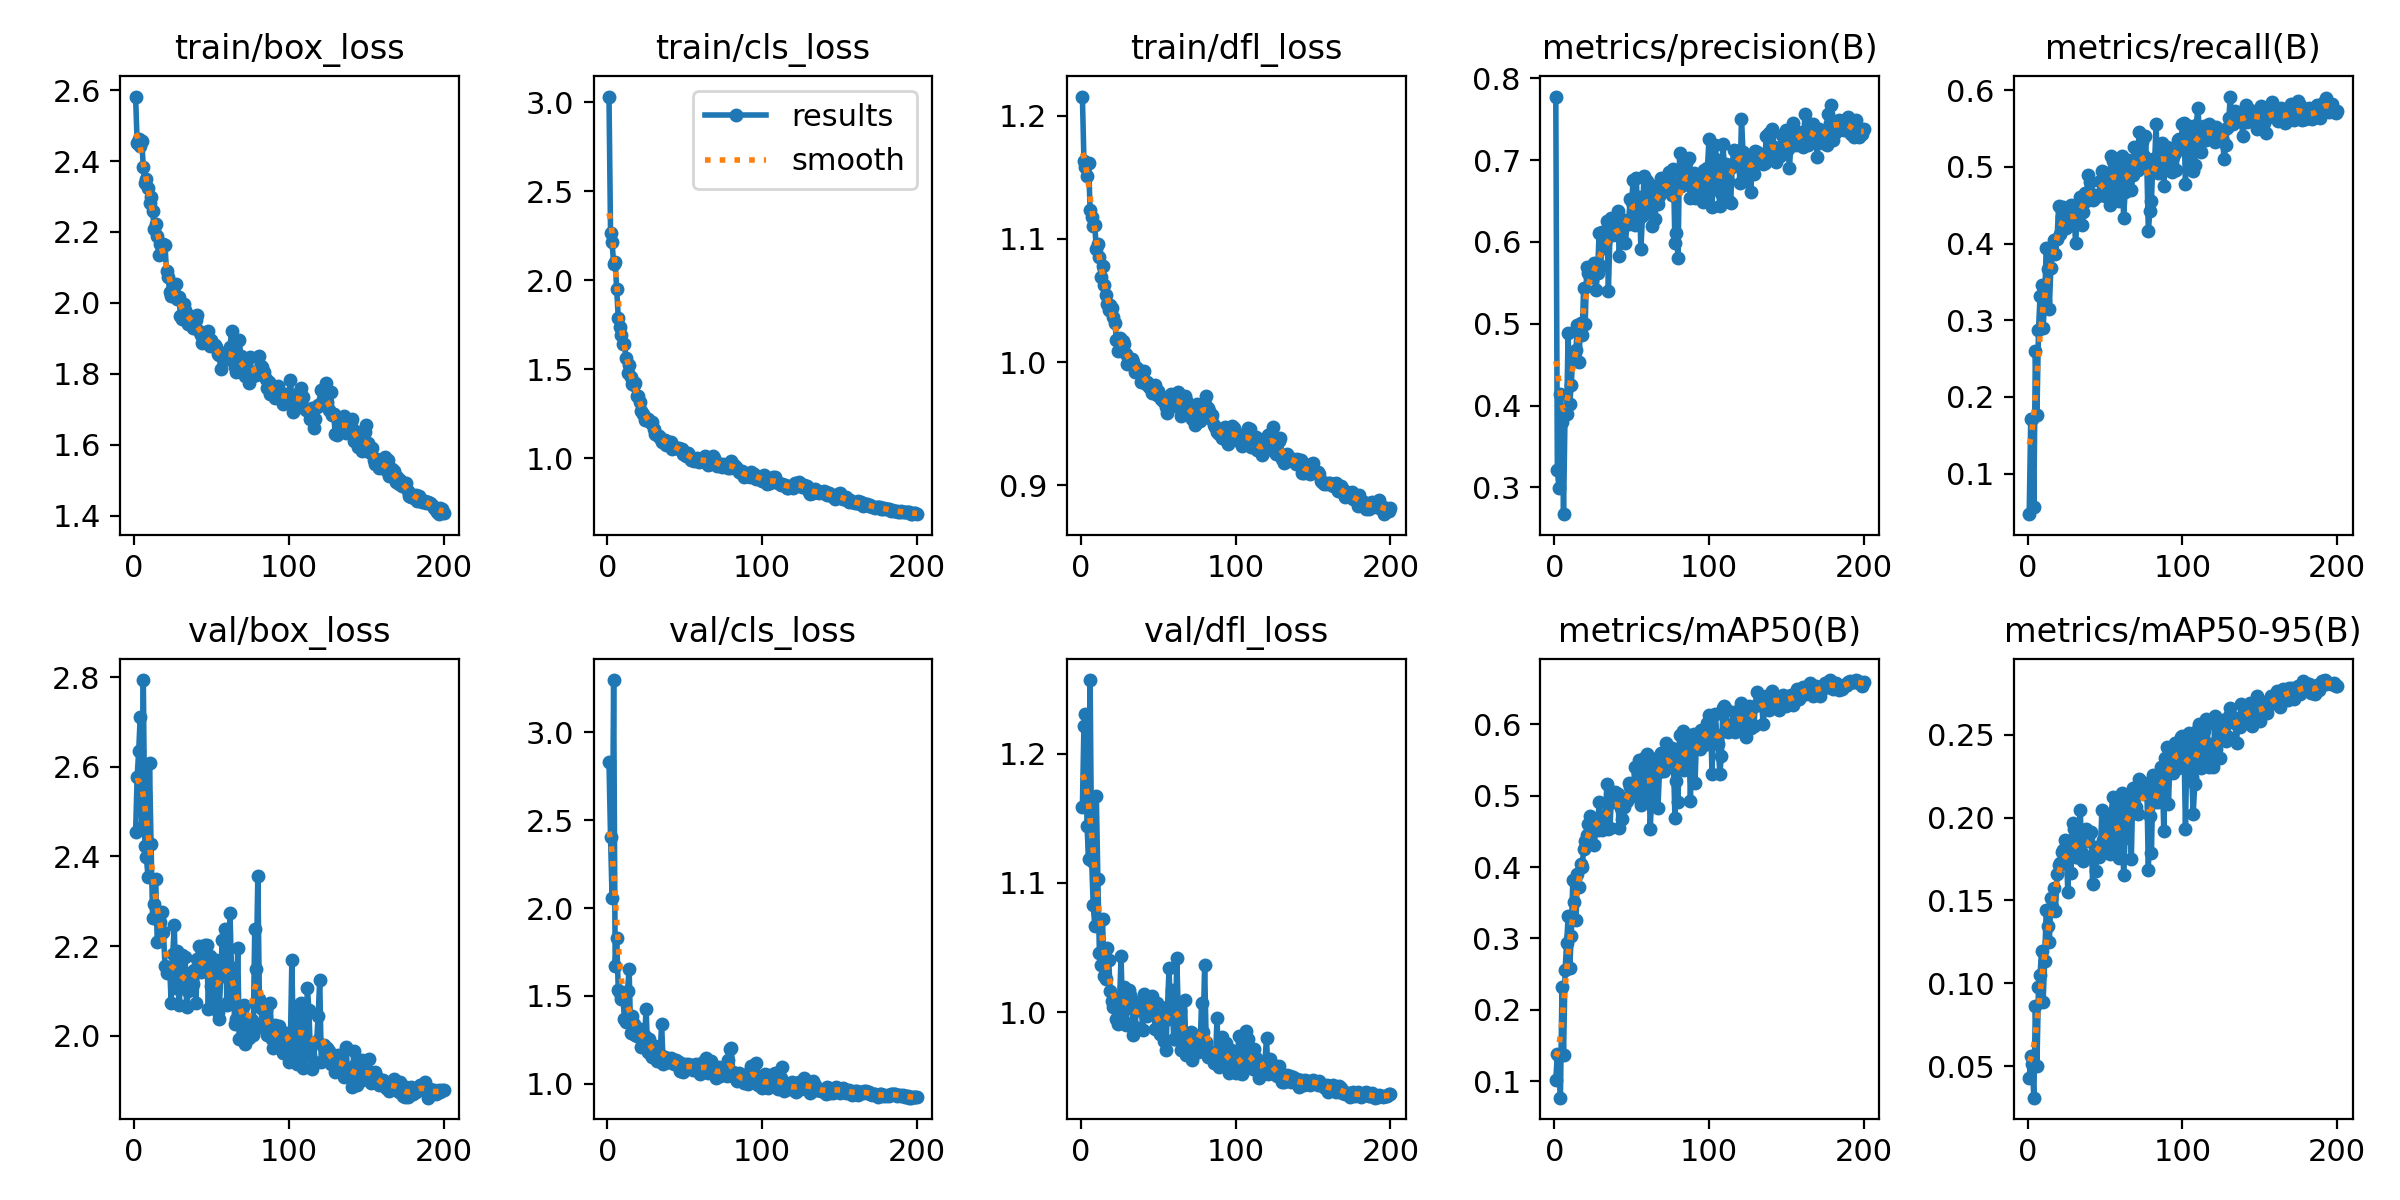 train/box_loss
2.6
2.4
2.2
2.0
1.8
1.6
1.4
0 100 200
train/cls_loss
results
smooth
3.0
2.5
2.0
1.5
1.0
0 100 200
train/dfl_loss
1.2
1.1
1.0
0.9
0 100 200
metrics/precision(B)
0.8
0.7
0.6
0.5
0.4
0.3
0 100 200
metrics/recall(B)
0.6
0.5
0.4
0.3
0.2
0.1
0 100 200
val/box_loss
2.8
2.6
2.4
2.2
2.0
0 100 200
val/cls_loss
3.0
2.5
2.0
1.5
1.0
0 100 200
val/dfl_loss
1.2
1.1
1.0
0 100 200
metrics/mAP50(B)
0.6
0.5
0.4
0.3
0.2
0.1
0 100 200
metrics/mAP50-95(B)
0.25
0.20
0.15
0.10
0.05
0 100 200